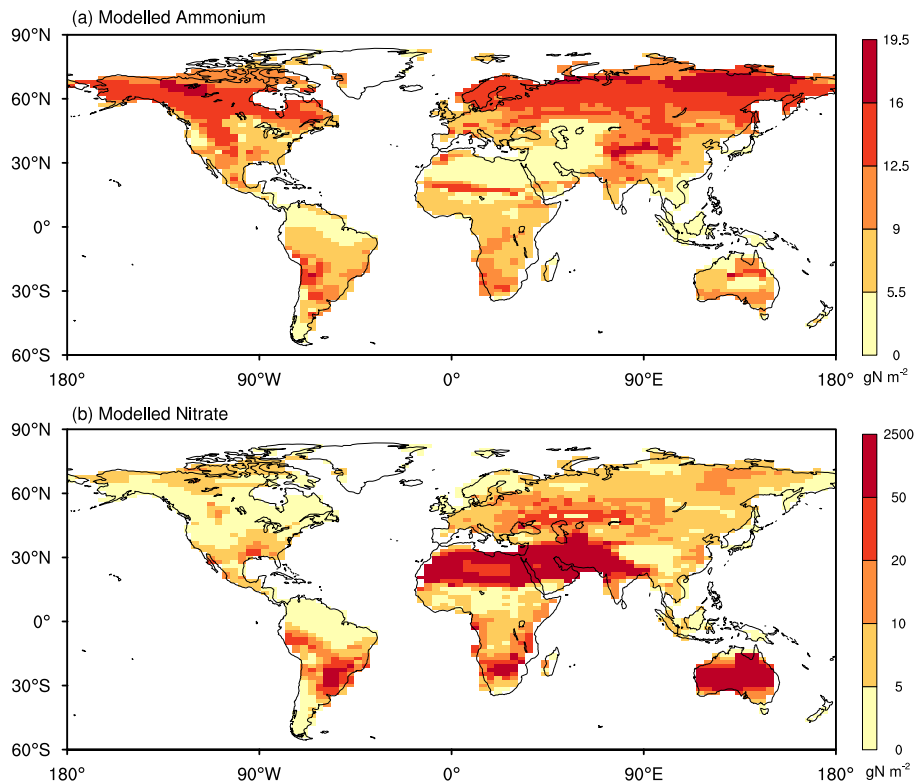 (a) Modelled Ammonium
90°N
60°N
30°N
0°
30°S
60°S
180° 90°W 0° 90°E 180°
19.5
16
12.5
9
5.5
0
gN m-2
(b) Modelled Nitrate
90°N
60°N
30°N
0°
30°S
60°S
180° 90°W 0° 90°E 180°
2500
50
20
10
5
0
gN m-2